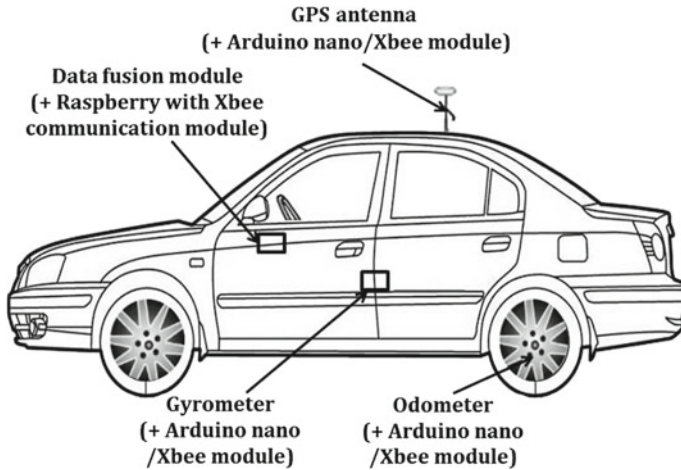 GPS antenna
(+ Arduino nano/Xbee module)
Data fusion module
(+ Raspberry with Xbee
communication module)
Gyrometer
(+ Arduino nano
/Xbee module)
Odometer
(+ Arduino nano
/Xbee module)